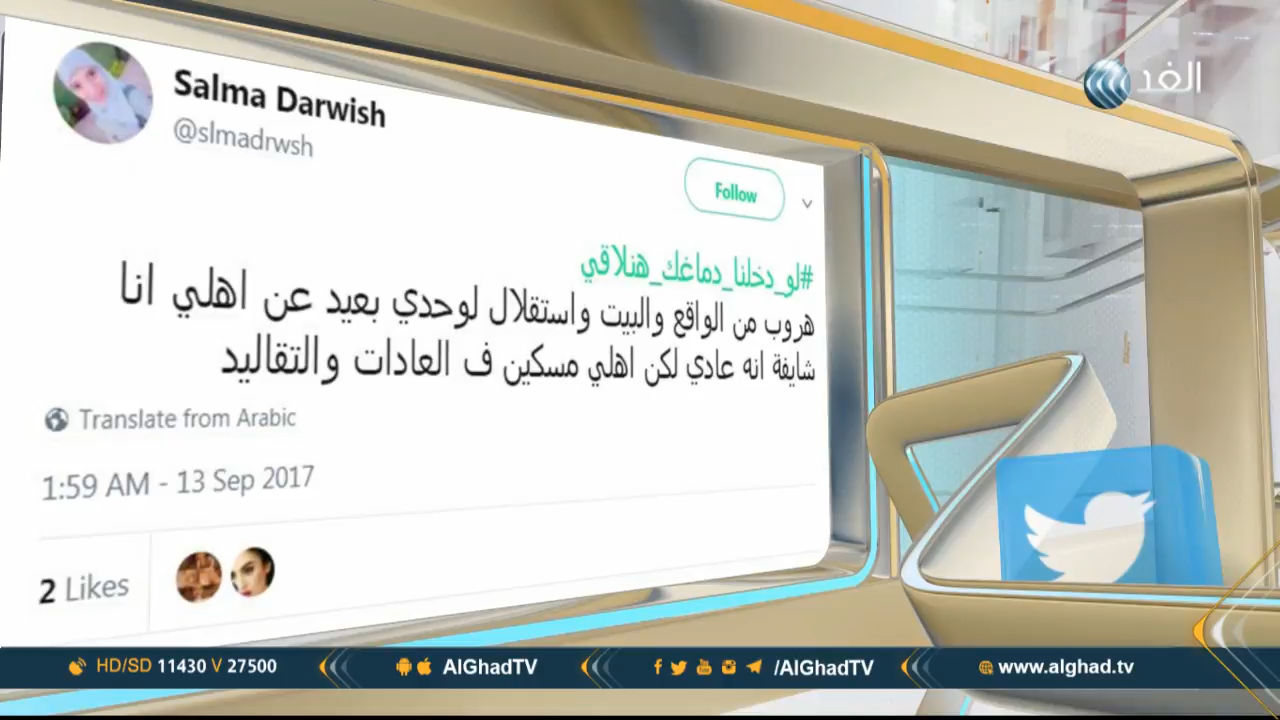 الغد
Salma Darwish
@slmadrwsh
Follow
#لو_دخلنا_دماغك_هنلاقي
هروب من الواقع والبيت واستقلال لوحدي بعيد عن اهلي انا
شايفة انه عادي لكن اهلي مسكين ف العادات والتقاليد
Translate from Arabic
1:59 AM - 13 Sep 2017
2 Likes
HD/SD 11430 V 27500
AlGhadTV
/AlGhadTV
www.alghad.tv